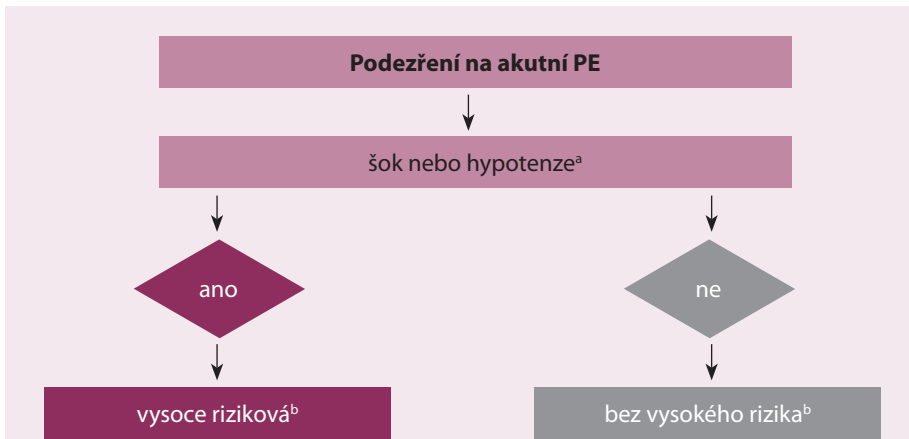 Podezření na akutní PE
šok nebo hypotenzeᵃ
ano
ne
vysoce rizikováᵇ
bez vysokého rizikaᵇ